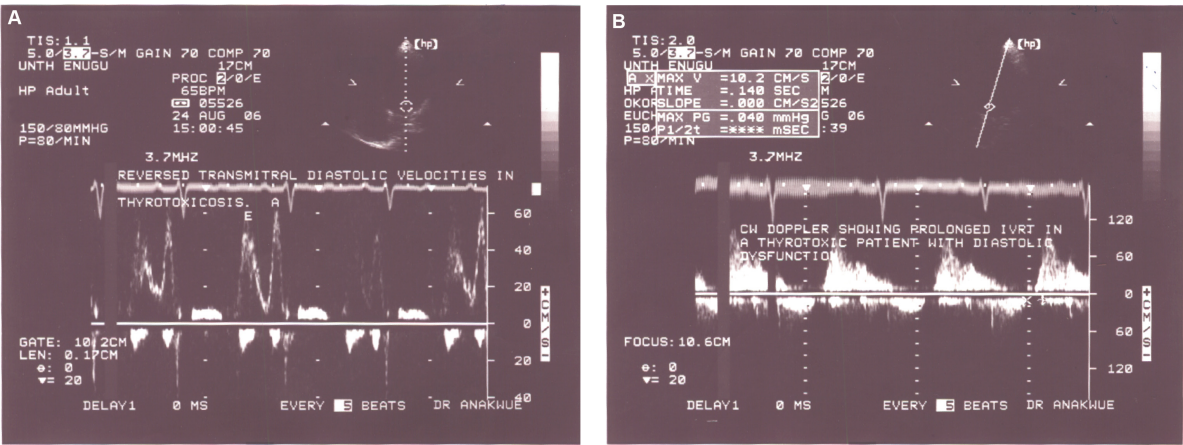 A
TIS:1.1
5.0/3.7-S/M GAIN 70 COMP 70
UNTH ENUGU 17CM
PROC 2/0/E
HP Adult 65BPM
05526
24 AUG 06
150/80MMHG 15:00:45
P=80/MIN
[hp]
3.7MHZ
REVERSED TRANSMITRAL DIASTOLIC VELOCITIES IN
THYROTOXICOSIS. A
E
60
40
20
0
20
40
+CM/S-
GATE: 10.2CM
LEN: 0.17CM
0
= 20
DELAY1 0 MS EVERY 5 BEATS DR ANAKWUE
B
TIS:2.0
5.0/3.7-S/M GAIN 70 COMP 70
UNTH ENUGU 17CM
A x MAX V =10.2 CM/S 2/0/E
HP A TIME =.140 SEC M
OKOR SLOPE =.000 CM/S2 526
EUCH MAX PG =.040 mmHg G 06
150/ P1/2t =**** mSEC :39
P=80/MIN
[hp]
3.7MHZ
CW DOPPLER SHOWING PROLONGED IVRT IN
A THYROTOXIC PATIENT WITH DIASTOLIC
DYSFUNCTION
120
60
0
60
120
+CM/S-
FOCUS:10.6CM
: 0
= 20
DELAY1 0 MS EVERY 5 BEATS DR ANAKWUE